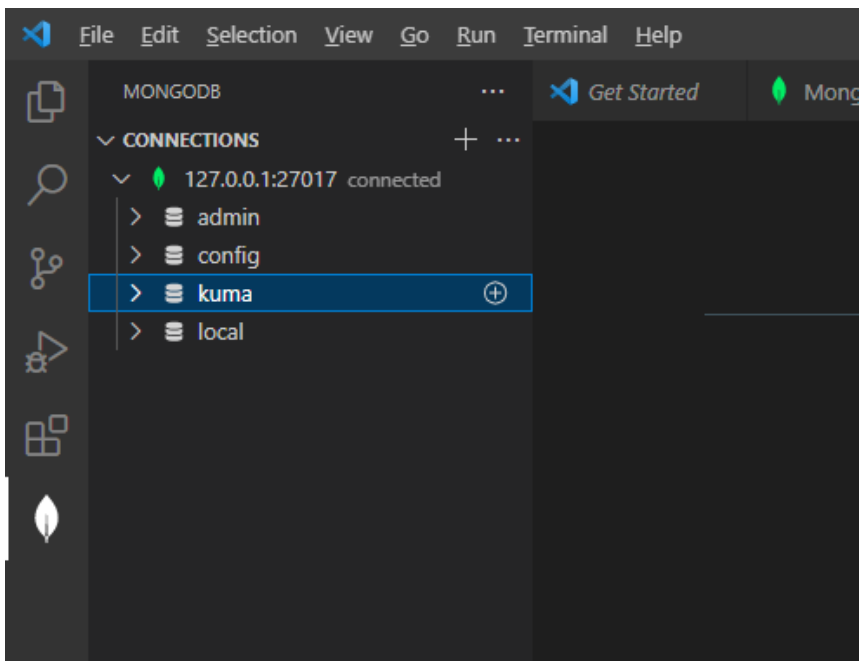 File Edit Selection View Go Run Terminal Help
MONGODB
Get Started
Mong
CONNECTIONS
127.0.0.1:27017 connected
admin
config
kuma
local